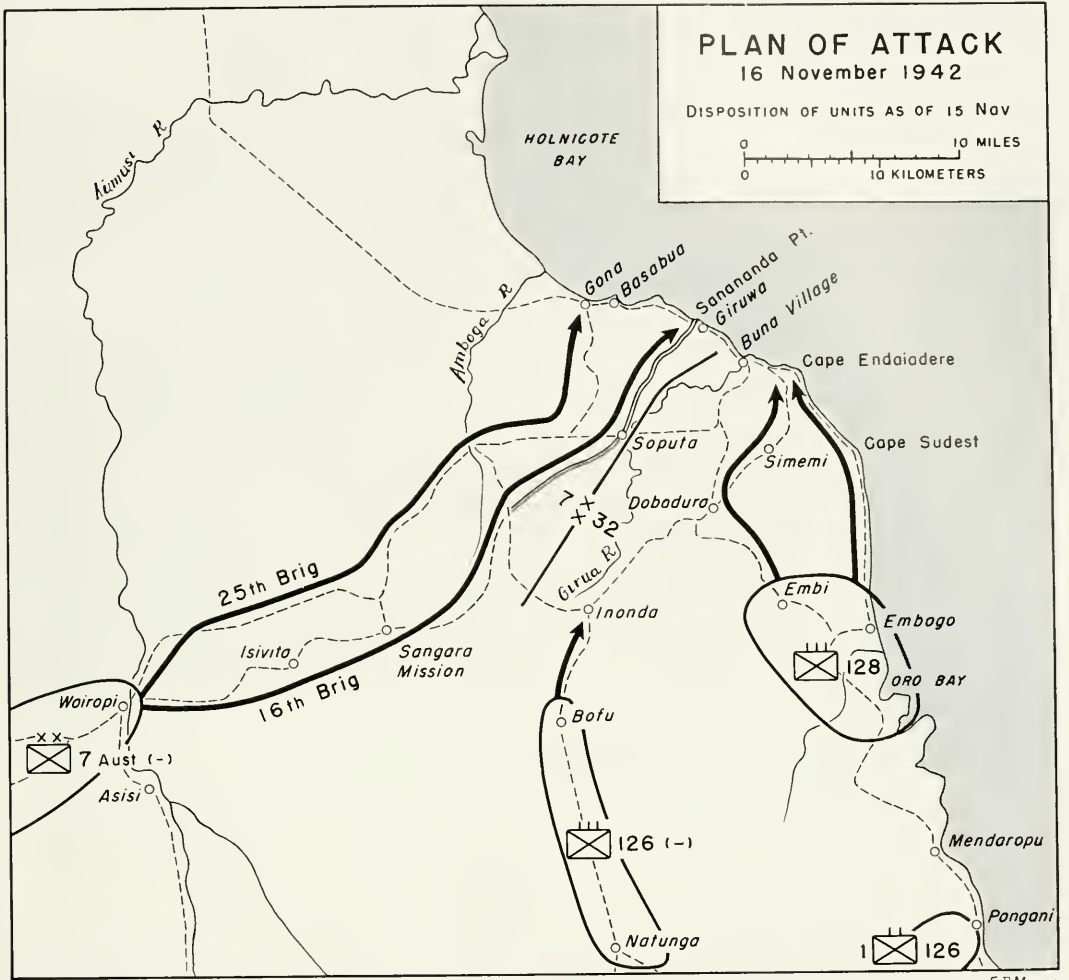 PLAN OF ATTACK
16 November 1942
DISPOSITION OF UNITS AS OF 15 Nov
0 10 MILES
0 10 KILOMETERS
HOLNICOTE
BAY
Kumusi R
Amboga R
Gona
Basabua
Sanananda Pt.
Giruwa
Buna Village
Cape Endaiadere
Cape Sudest
Soputa
Simemi
Dobodura
7 XX 32
Girua R
25th Brig
16th Brig
Inonda
Embi
Embogo
Isivita
Sangara
Mission
128
ORO BAY
Wairopi
Bofu
XX
7 Aust (-)
Asisi
126 (-)
Mendaropu
Pongani
Natunga
1 126